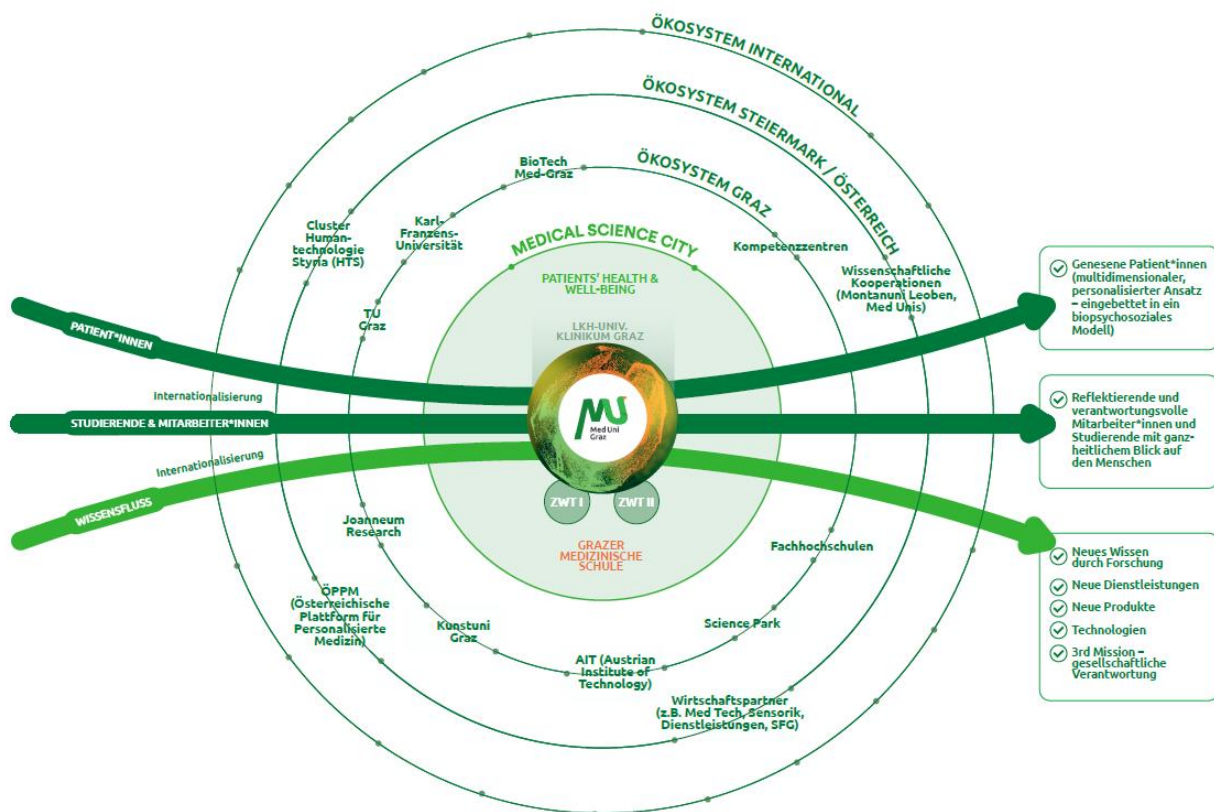 ÖKOSYSTEM INTERNATIONAL
ÖKOSYSTEM STEIERMARK / ÖSTERREICH
ÖKOSYSTEM GRAZ
MEDICAL SCIENCE CITY
BioTech
Med-Graz
Karl-
Franzens-
Universität
Cluster
Human-
technologie
Styria (HTS)
TU
Graz
Kompetenzzentren
Wissenschaftliche
Kooperationen
(Montanuni Leoben,
Med Unis)
PATIENTS' HEALTH &
WELL-BEING
LKH-UNIV.
KLINIKUM GRAZ
Med Uni
Graz
ZWT I
ZWT II
GRAZER
MEDIZINISCHE
SCHULE
PATIENT*INNEN
Internationalisierung
STUDIERENDE & MITARBEITER*INNEN
Internationalisierung
WISSENSFLUSS
Joanneum
Research
ÖPPM
(Österreichische
Plattform für
Personalisierte
Medizin)
Kunstuni
Graz
AIT (Austrian
Institute of
Technology)
Science Park
Fachhochschulen
Wirtschaftspartner
(z.B. Med Tech, Sensorik,
Dienstleistungen, SFG)
Genesene Patient*innen
(multidimensionaler,
personalisierter Ansatz
– eingebettet in ein
biopsychosoziales
Modell)
Reflektierende und
verantwortungsvolle
Mitarbeiter*innen und
Studierende mit ganz-
heitlichem Blick auf
den Menschen
Neues Wissen
durch Forschung
Neue Dienstleistungen
Neue Produkte
Technologien
3rd Mission –
gesellschaftliche
Verantwortung